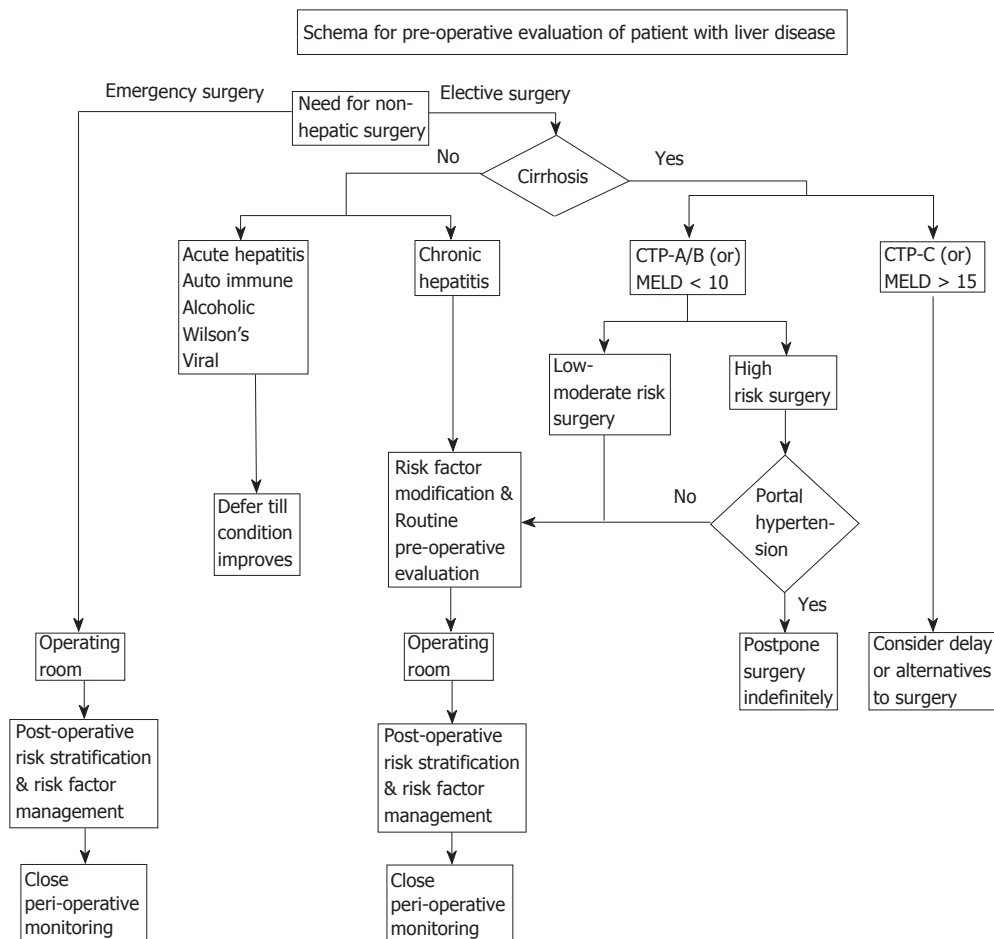 Schema for pre-operative evaluation of patient with liver disease
Emergency surgery
Need for non-
hepatic surgery
Elective surgery
No
Cirrhosis
Yes
Acute hepatitis
Auto immune
Alcoholic
Wilson's
Viral
Chronic
hepatitis
CTP-A/B (or)
MELD < 10
CTP-C (or)
MELD > 15
Low-
moderate risk
surgery
High
risk surgery
Defer till
condition
improves
Risk factor
modification &
Routine
pre-operative
evaluation
No
Portal
hyperten-
sion
Yes
Operating
room
Operating
room
Postpone
surgery
indefinitely
Consider delay
or alternatives
to surgery
Post-operative
risk stratification
& risk factor
management
Post-operative
risk stratification
& risk factor
management
Close
peri-operative
monitoring
Close
peri-operative
monitoring